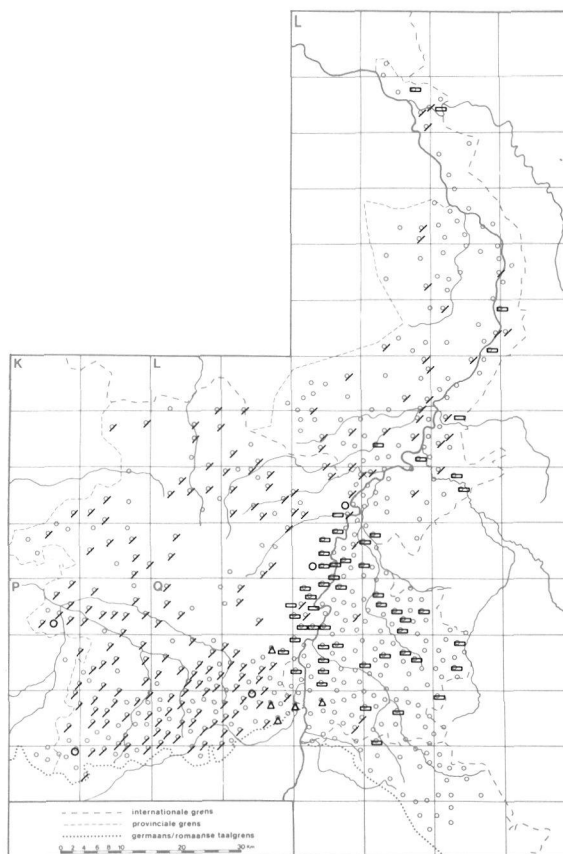 L
K L
P Q
internationale grens
provinciale grens
germaans/romaanse taalgrens
0 2 4 6 8 10 20 30 Km